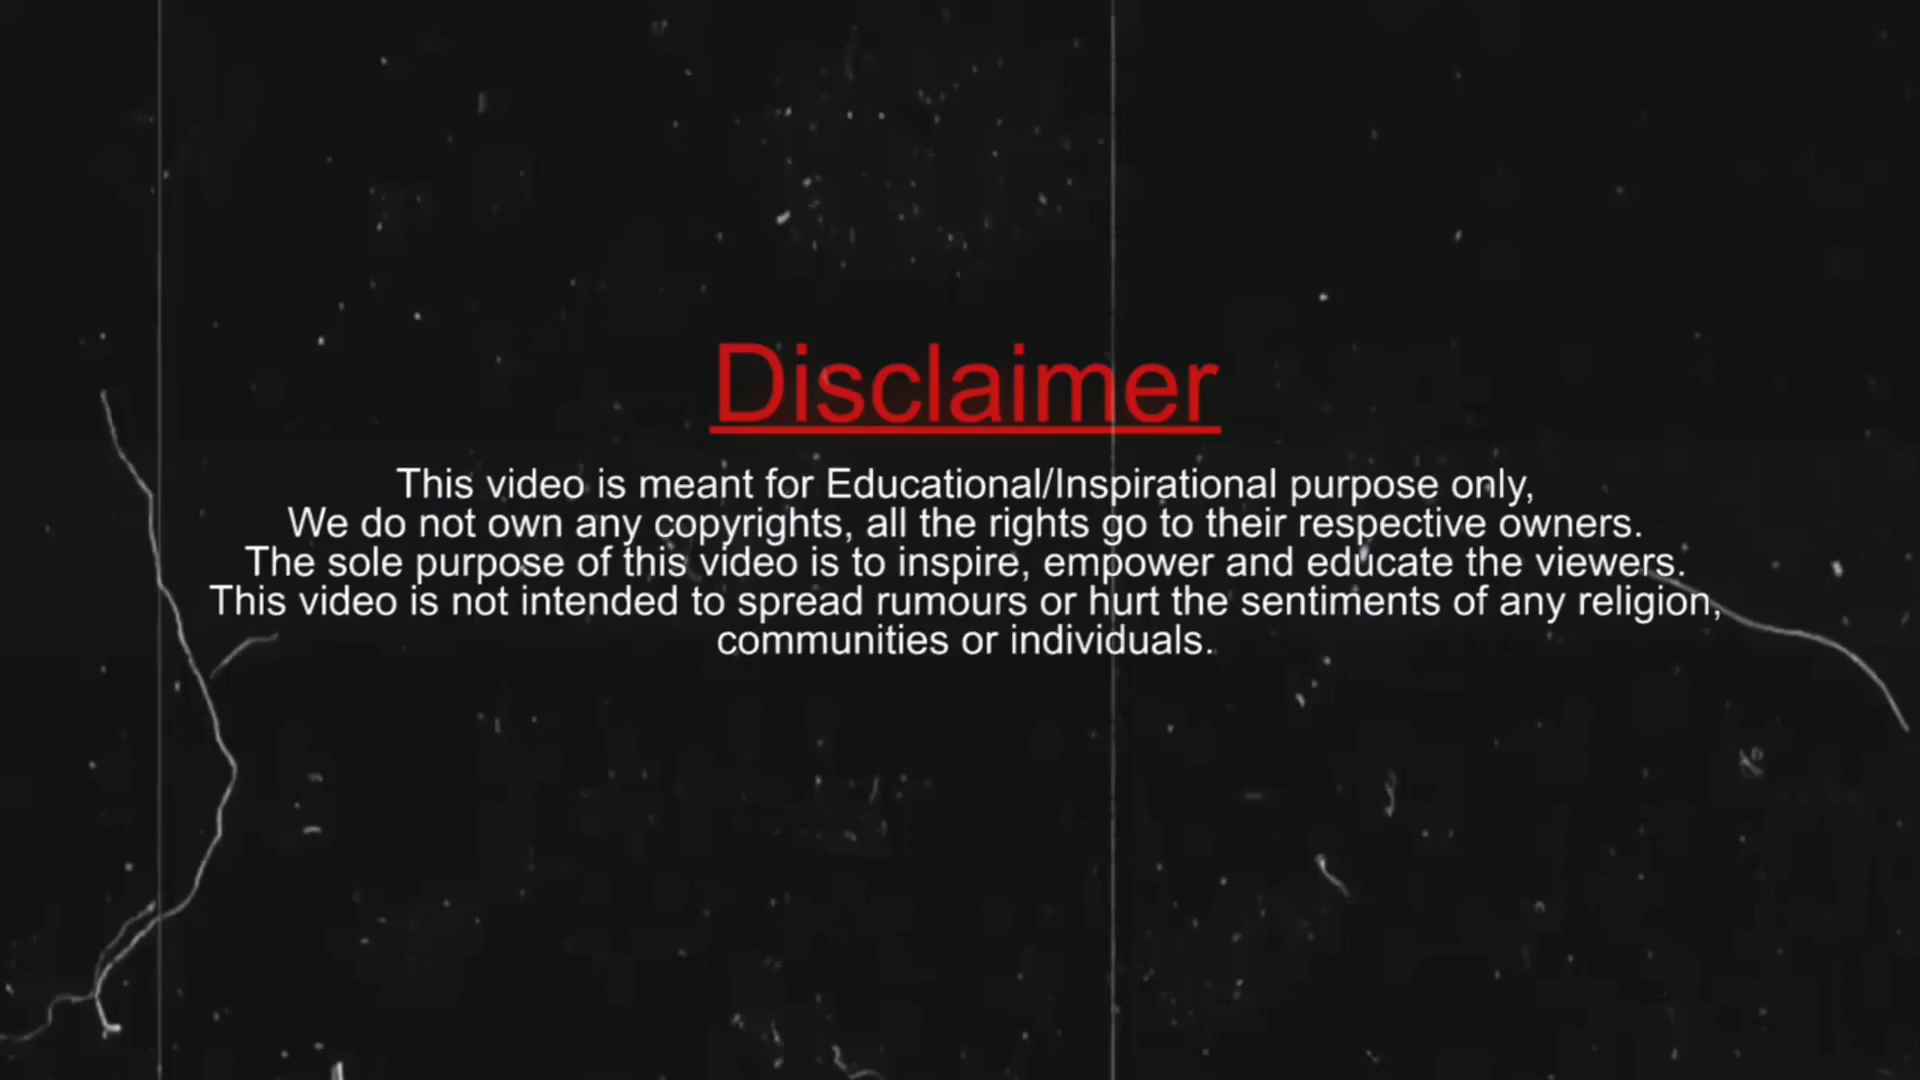 Disclaimer
This video is meant for Educational/Inspirational purpose only,
We do not own any copyrights, all the rights go to their respective owners.
The sole purpose of this video is to inspire, empower and educate the viewers.
This video is not intended to spread rumours or hurt the sentiments of any religion,
communities or individuals.